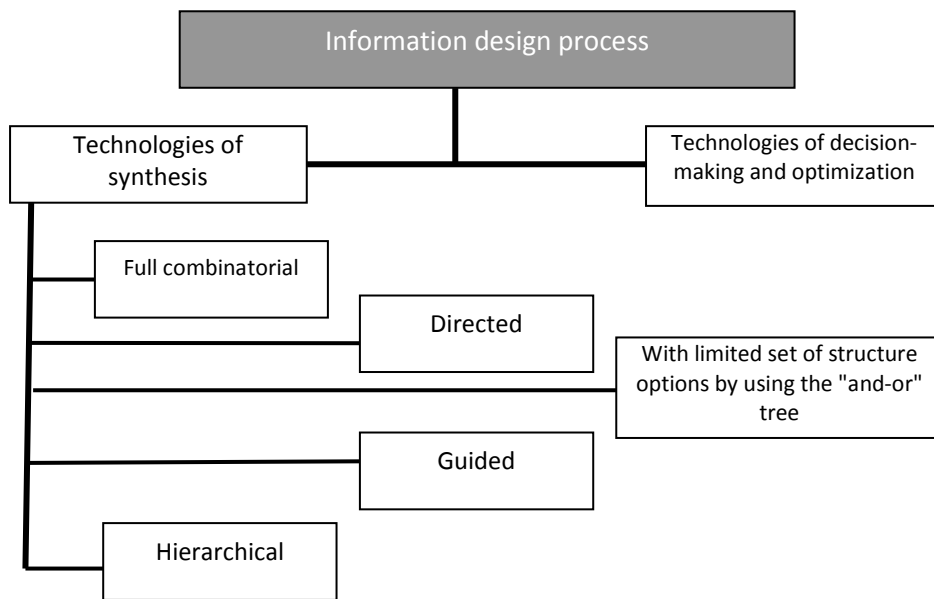 Information design process
Technologies of
synthesis
Technologies of decision-
making and optimization
Full combinatorial
Directed
With limited set of structure
options by using the "and-or"
tree
Guided
Hierarchical